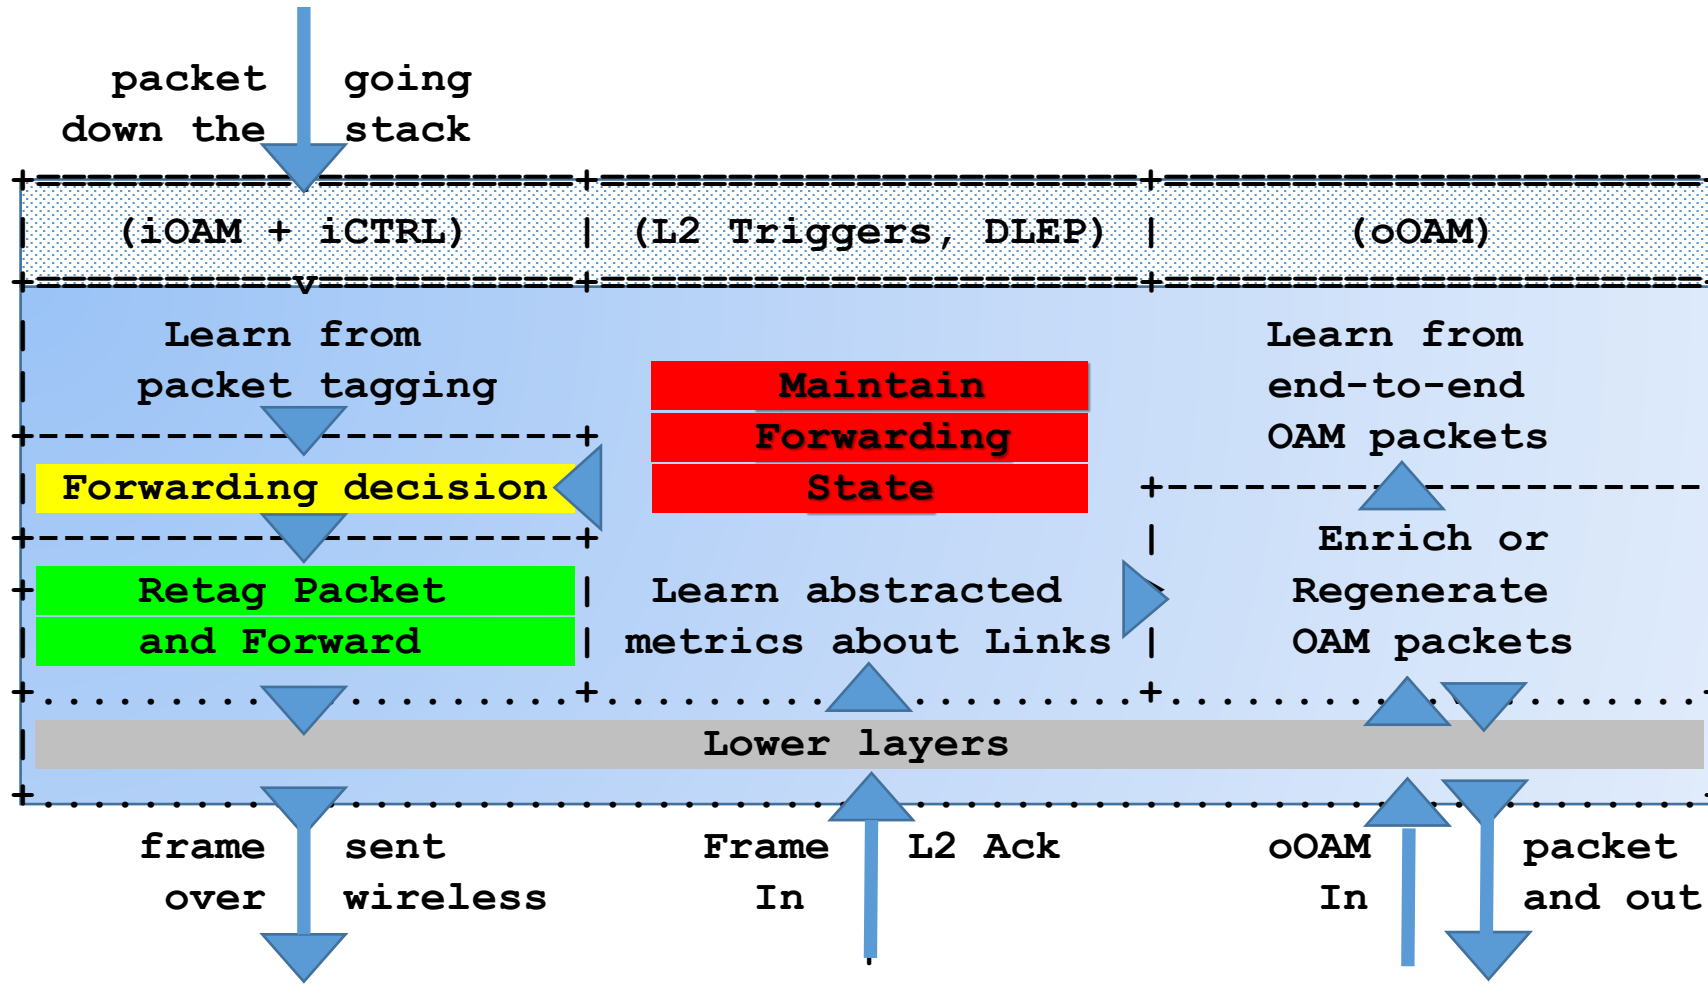 packet going
down the stack
(iOAM + iCTRL) | (L2 Triggers, DLEP) | (oOAM)
v
Learn from
packet tagging
Forwarding decision
Retag Packet
and Forward
Maintain
Forwarding
State
Learn abstracted
metrics about Links
Learn from
end-to-end
OAM packets
Enrich or
Regenerate
OAM packets
Lower layers
frame sent
over wireless
Frame L2 Ack
In
oOAM packet
In and out